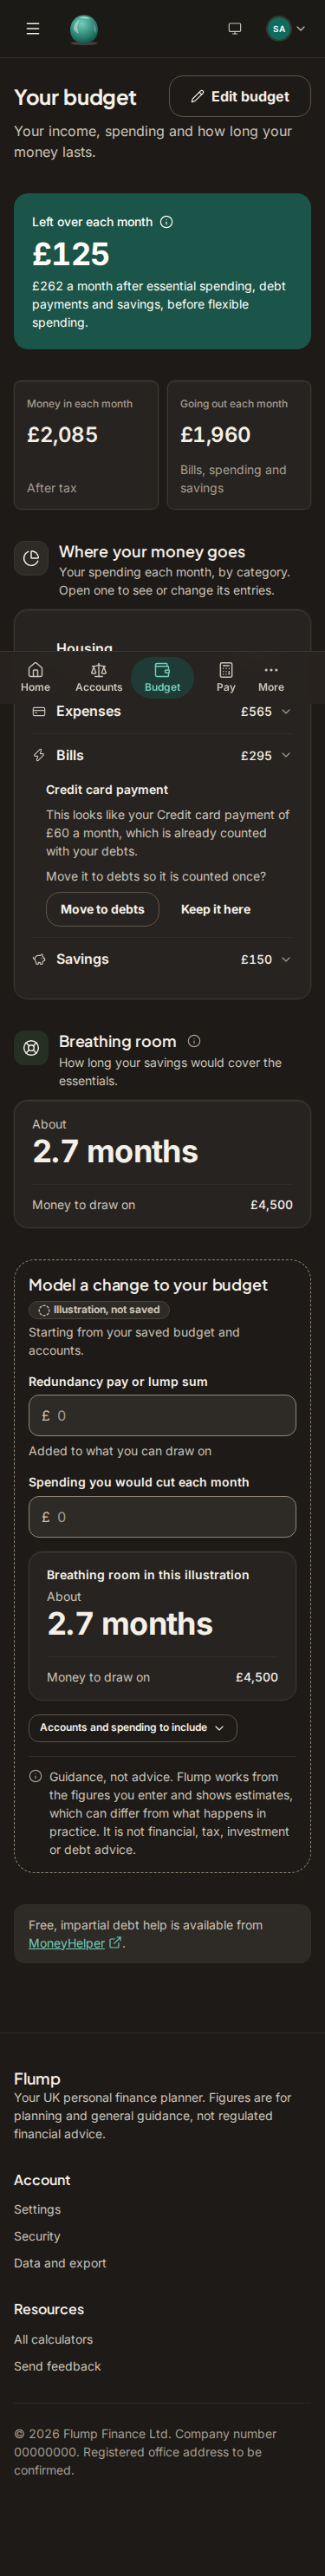 SA
Your budget
Edit budget
Your income, spending and how long your
money lasts.
Left over each month
£125
£262 a month after essential spending, debt
payments and savings, before flexible
spending.
Money in each month
£2,085
After tax
Going out each month
£1,960
Bills, spending and
savings
Where your money goes
Your spending each month, by category.
Open one to see or change its entries.
Housing
Home
Accounts
Budget
Pay
More
Expenses
£565
Bills
£295
Credit card payment
This looks like your Credit card payment of
£60 a month, which is already counted
with your debts.
Move it to debts so it is counted once?
Move to debts
Keep it here
Savings
£150
Breathing room
How long your savings would cover the
essentials.
About
2.7 months
Money to draw on
£4,500
Model a change to your budget
Illustration, not saved
Starting from your saved budget and
accounts.
Redundancy pay or lump sum
£ 0
Added to what you can draw on
Spending you would cut each month
£ 0
Breathing room in this illustration
About
2.7 months
Money to draw on
£4,500
Accounts and spending to include
Guidance, not advice. Flump works from
the figures you enter and shows estimates,
which can differ from what happens in
practice. It is not financial, tax, investment
or debt advice.
Free, impartial debt help is available from
MoneyHelper.
Flump
Your UK personal finance planner. Figures are for
planning and general guidance, not regulated
financial advice.
Account
Settings
Security
Data and export
Resources
All calculators
Send feedback
© 2026 Flump Finance Ltd. Company number
00000000. Registered office address to be
confirmed.